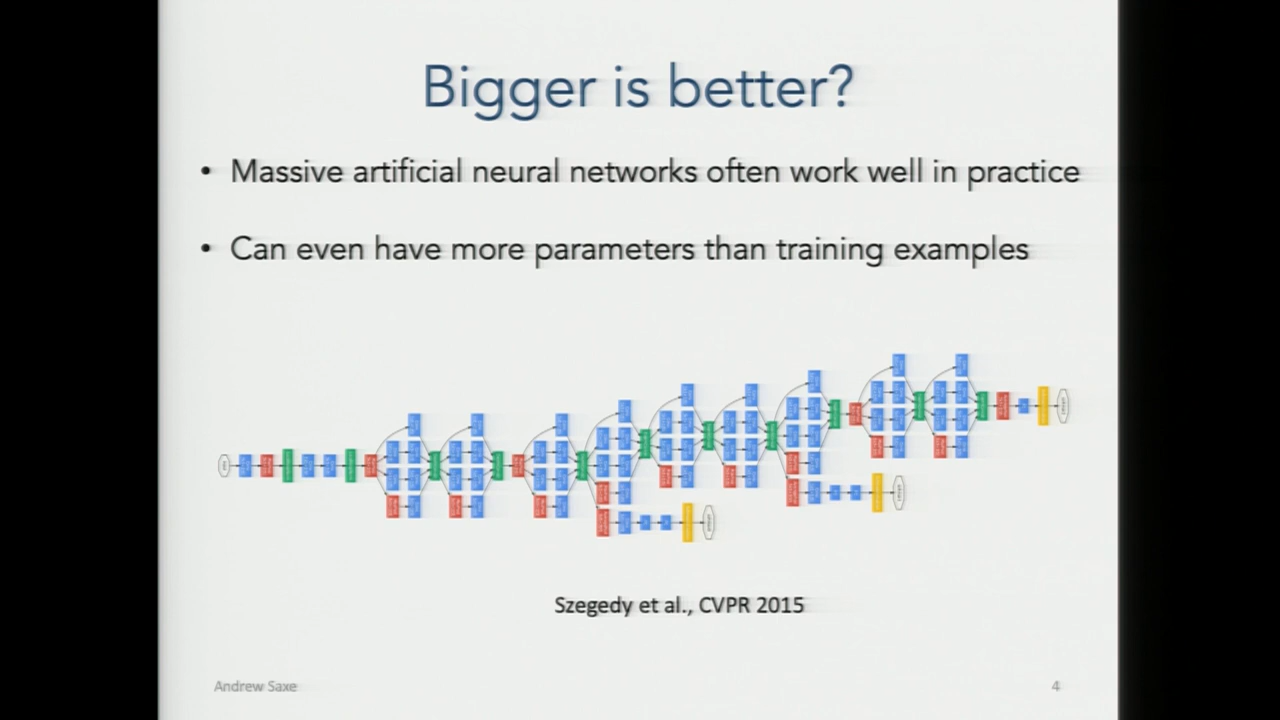 Bigger is better?
• Massive artificial neural networks often work well in practice
• Can even have more parameters than training examples
Szegedy et al., CVPR 2015
Andrew Saxe
4